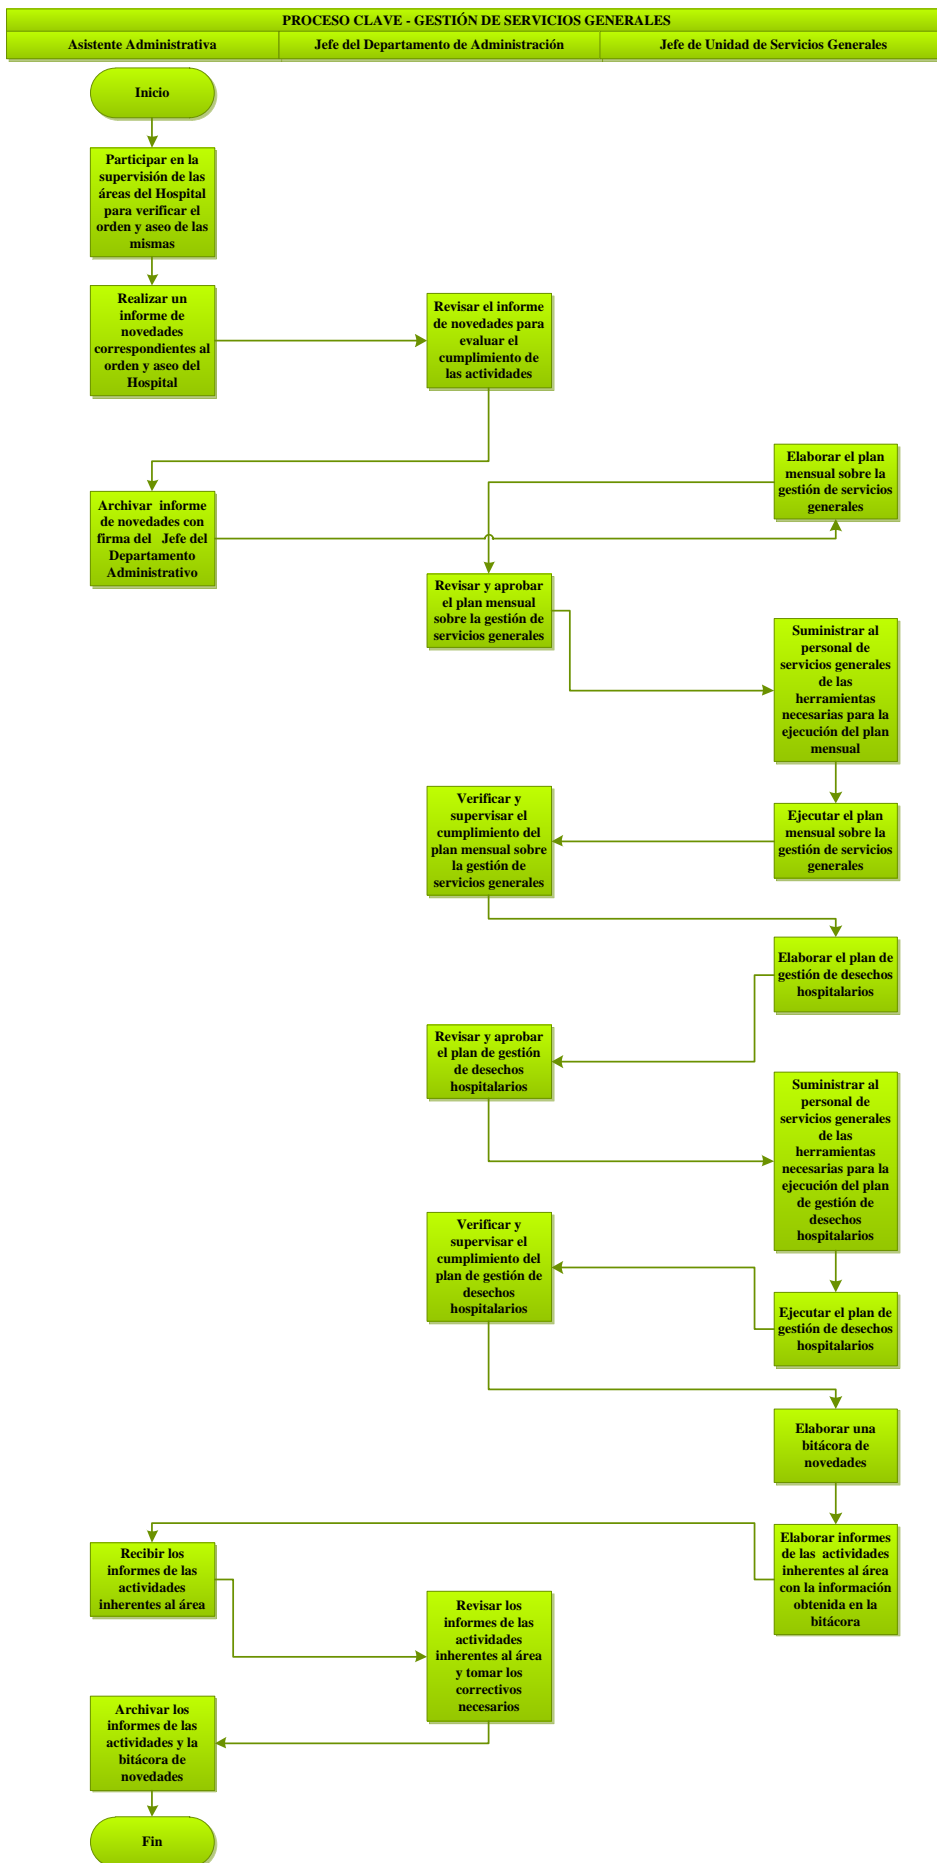 PROCESO CLAVE - GESTIÓN DE SERVICIOS GENERALES
Asistente Administrativa
Jefe del Departamento de Administración
Jefe de Unidad de Servicios Generales
Inicio
Participar en la
supervisión de las
áreas del Hospital
para verificar el
orden y aseo de las
mismas
Realizar un
informe de
novedades
correspondientes al
orden y aseo del
Hospital
Revisar el informe
de novedades para
evaluar el
cumplimiento de
las actividades
Archivar informe
de novedades con
firma del Jefe del
Departamento
Administrativo
Elaborar el plan
mensual sobre la
gestión de servicios
generales
Revisar y aprobar
el plan mensual
sobre la gestión de
servicios generales
Suministrar al
personal de
servicios generales
de las
herramientas
necesarias para la
ejecución del plan
mensual
Ejecutar el plan
mensual sobre la
gestión de servicios
generales
Verificar y
supervisar el
cumplimiento del
plan mensual sobre
la gestión de
servicios generales
Elaborar el plan de
gestión de desechos
hospitalarios
Revisar y aprobar
el plan de gestión
de desechos
hospitalarios
Suministrar al
personal de
servicios generales
de las
herramientas
necesarias para la
ejecución del plan
de gestión de
desechos
hospitalarios
Ejecutar el plan de
gestión de desechos
hospitalarios
Verificar y
supervisar el
cumplimiento del
plan de gestión de
desechos
hospitalarios
Elaborar una
bitácora de
novedades
Elaborar informes
de las actividades
inherentes al área
con la información
obtenida en la
bitácora
Recibir los
informes de las
actividades
inherentes al área
Revisar los
informes de las
actividades
inherentes al área
y tomar los
correctivos
necesarios
Archivar los
informes de las
actividades y la
bitácora de
novedades
Fin